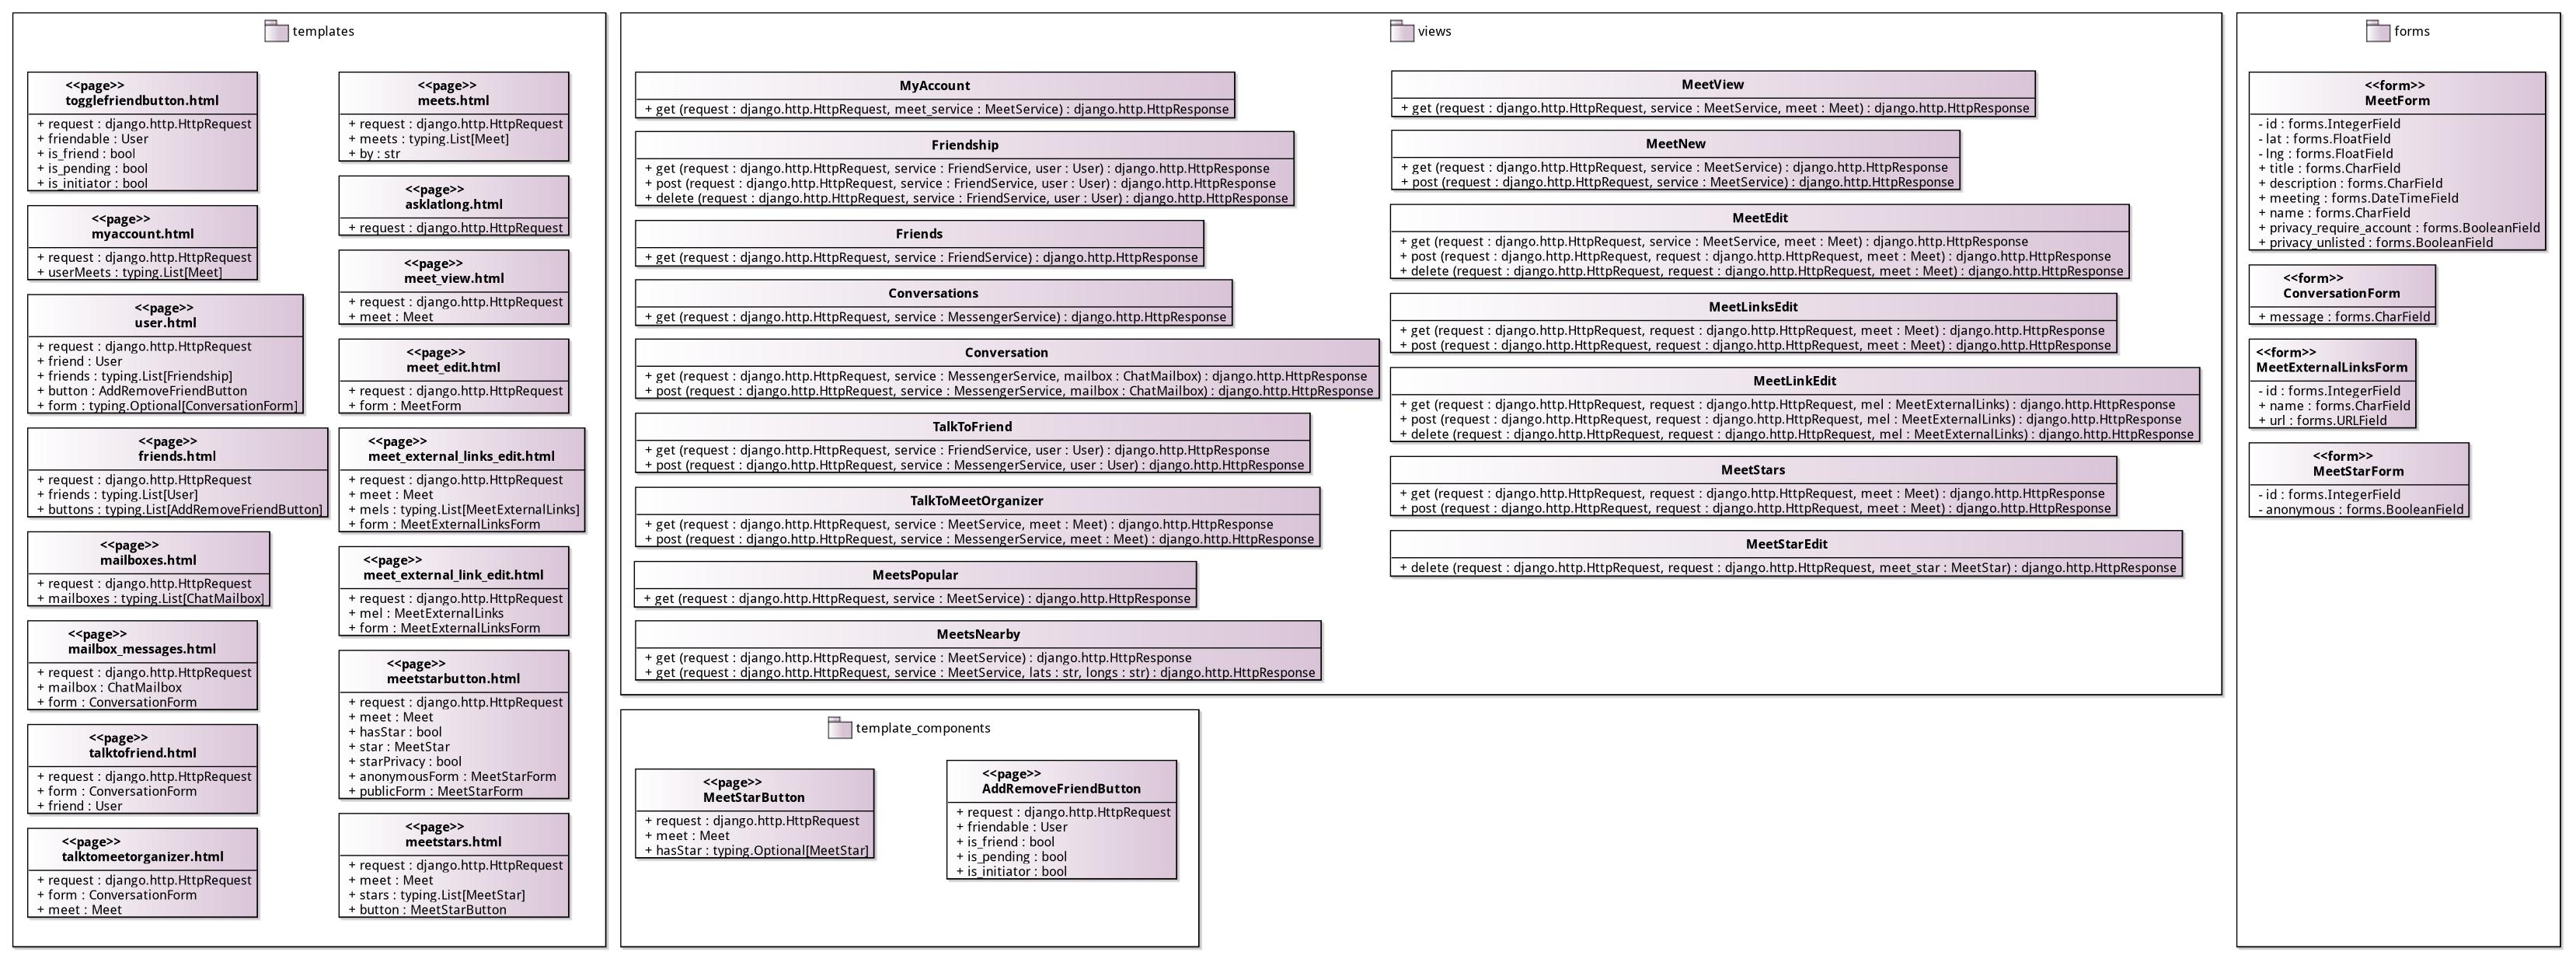 templates
<<page>>
togglefriendbutton.html
+ request : django.http.HttpRequest
+ friendable : User
+ is_friend : bool
+ is_pending : bool
+ is_initiator : bool
<<page>>
myaccount.html
+ request : django.http.HttpRequest
+ userMeets : typing.List[Meet]
<<page>>
user.html
+ request : django.http.HttpRequest
+ friend : User
+ friends : typing.List[Friendship]
+ button : AddRemoveFriendButton
+ form : typing.Optional[ConversationForm]
<<page>>
friends.html
+ request : django.http.HttpRequest
+ friends : typing.List[User]
+ buttons : typing.List[AddRemoveFriendButton]
<<page>>
mailboxes.html
+ request : django.http.HttpRequest
+ mailboxes : typing.List[ChatMailbox]
<<page>>
mailbox_messages.html
+ request : django.http.HttpRequest
+ mailbox : ChatMailbox
+ form : ConversationForm
<<page>>
talktofriend.html
+ request : django.http.HttpRequest
+ form : ConversationForm
+ friend : User
<<page>>
talktomeetorganizer.html
+ request : django.http.HttpRequest
+ form : ConversationForm
+ meet : Meet
<<page>>
meets.html
+ request : django.http.HttpRequest
+ meets : typing.List[Meet]
+ by : str
<<page>>
asklatlong.html
+ request : django.http.HttpRequest
<<page>>
meet_view.html
+ request : django.http.HttpRequest
+ meet : Meet
<<page>>
meet_edit.html
+ request : django.http.HttpRequest
+ form : MeetForm
<<page>>
meet_external_links_edit.html
+ request : django.http.HttpRequest
+ meet : Meet
+ mels : typing.List[MeetExternalLinks]
+ form : MeetExternalLinksForm
<<page>>
meet_external_link_edit.html
+ request : django.http.HttpRequest
+ mel : MeetExternalLinks
+ form : MeetExternalLinksForm
<<page>>
meetstarbutton.html
+ request : django.http.HttpRequest
+ meet : Meet
+ hasStar : bool
+ star : MeetStar
+ starPrivacy : bool
+ anonymousForm : MeetStarForm
+ publicForm : MeetStarForm
<<page>>
meetstars.html
+ request : django.http.HttpRequest
+ meet : Meet
+ stars : typing.List[MeetStar]
+ button : MeetStarButton
views
MyAccount
+ get (request : django.http.HttpRequest, meet_service : MeetService) : django.http.HttpResponse
Friendship
+ get (request : django.http.HttpRequest, service : FriendService, user : User) : django.http.HttpResponse
+ post (request : django.http.HttpRequest, service : FriendService, user : User) : django.http.HttpResponse
+ delete (request : django.http.HttpRequest, service : FriendService, user : User) : django.http.HttpResponse
Friends
+ get (request : django.http.HttpRequest, service : FriendService) : django.http.HttpResponse
Conversations
+ get (request : django.http.HttpRequest, service : MessengerService) : django.http.HttpResponse
Conversation
+ get (request : django.http.HttpRequest, service : MessengerService, mailbox : ChatMailbox) : django.http.HttpResponse
+ post (request : django.http.HttpRequest, service : MessengerService, mailbox : ChatMailbox) : django.http.HttpResponse
TalkToFriend
+ get (request : django.http.HttpRequest, service : FriendService, user : User) : django.http.HttpResponse
+ post (request : django.http.HttpRequest, service : MessengerService, user : User) : django.http.HttpResponse
TalkToMeetOrganizer
+ get (request : django.http.HttpRequest, service : MeetService, meet : Meet) : django.http.HttpResponse
+ post (request : django.http.HttpRequest, service : MessengerService, meet : Meet) : django.http.HttpResponse
MeetsPopular
+ get (request : django.http.HttpRequest, service : MeetService) : django.http.HttpResponse
MeetsNearby
+ get (request : django.http.HttpRequest, service : MeetService) : django.http.HttpResponse
+ get (request : django.http.HttpRequest, service : MeetService, lats : str, longs : str) : django.http.HttpResponse
MeetView
+ get (request : django.http.HttpRequest, service : MeetService, meet : Meet) : django.http.HttpResponse
MeetNew
+ get (request : django.http.HttpRequest, service : MeetService) : django.http.HttpResponse
+ post (request : django.http.HttpRequest, service : MeetService) : django.http.HttpResponse
MeetEdit
+ get (request : django.http.HttpRequest, service : MeetService, meet : Meet) : django.http.HttpResponse
+ post (request : django.http.HttpRequest, request : django.http.HttpRequest, meet : Meet) : django.http.HttpResponse
+ delete (request : django.http.HttpRequest, request : django.http.HttpRequest, meet : Meet) : django.http.HttpResponse
MeetLinksEdit
+ get (request : django.http.HttpRequest, request : django.http.HttpRequest, meet : Meet) : django.http.HttpResponse
+ post (request : django.http.HttpRequest, request : django.http.HttpRequest, meet : Meet) : django.http.HttpResponse
MeetLinkEdit
+ get (request : django.http.HttpRequest, request : django.http.HttpRequest, mel : MeetExternalLinks) : django.http.HttpResponse
+ post (request : django.http.HttpRequest, request : django.http.HttpRequest, mel : MeetExternalLinks) : django.http.HttpResponse
+ delete (request : django.http.HttpRequest, request : django.http.HttpRequest, mel : MeetExternalLinks) : django.http.HttpResponse
MeetStars
+ get (request : django.http.HttpRequest, request : django.http.HttpRequest, meet : Meet) : django.http.HttpResponse
+ post (request : django.http.HttpRequest, request : django.http.HttpRequest, meet : Meet) : django.http.HttpResponse
MeetStarEdit
+ delete (request : django.http.HttpRequest, request : django.http.HttpRequest, meet_star : MeetStar) : django.http.HttpResponse
template_components
<<page>>
MeetStarButton
+ request : django.http.HttpRequest
+ meet : Meet
+ hasStar : typing.Optional[MeetStar]
<<page>>
AddRemoveFriendButton
+ request : django.http.HttpRequest
+ friendable : User
+ is_friend : bool
+ is_pending : bool
+ is_initiator : bool
forms
<<form>>
MeetForm
- id : forms.IntegerField
- lat : forms.FloatField
- lng : forms.FloatField
+ title : forms.CharField
+ description : forms.CharField
+ meeting : forms.DateTimeField
+ name : forms.CharField
+ privacy_require_account : forms.BooleanField
+ privacy_unlisted : forms.BooleanField
<<form>>
ConversationForm
+ message : forms.CharField
<<form>>
MeetExternalLinksForm
- id : forms.IntegerField
+ name : forms.CharField
+ url : forms.URLField
<<form>>
MeetStarForm
- id : forms.IntegerField
- anonymous : forms.BooleanField